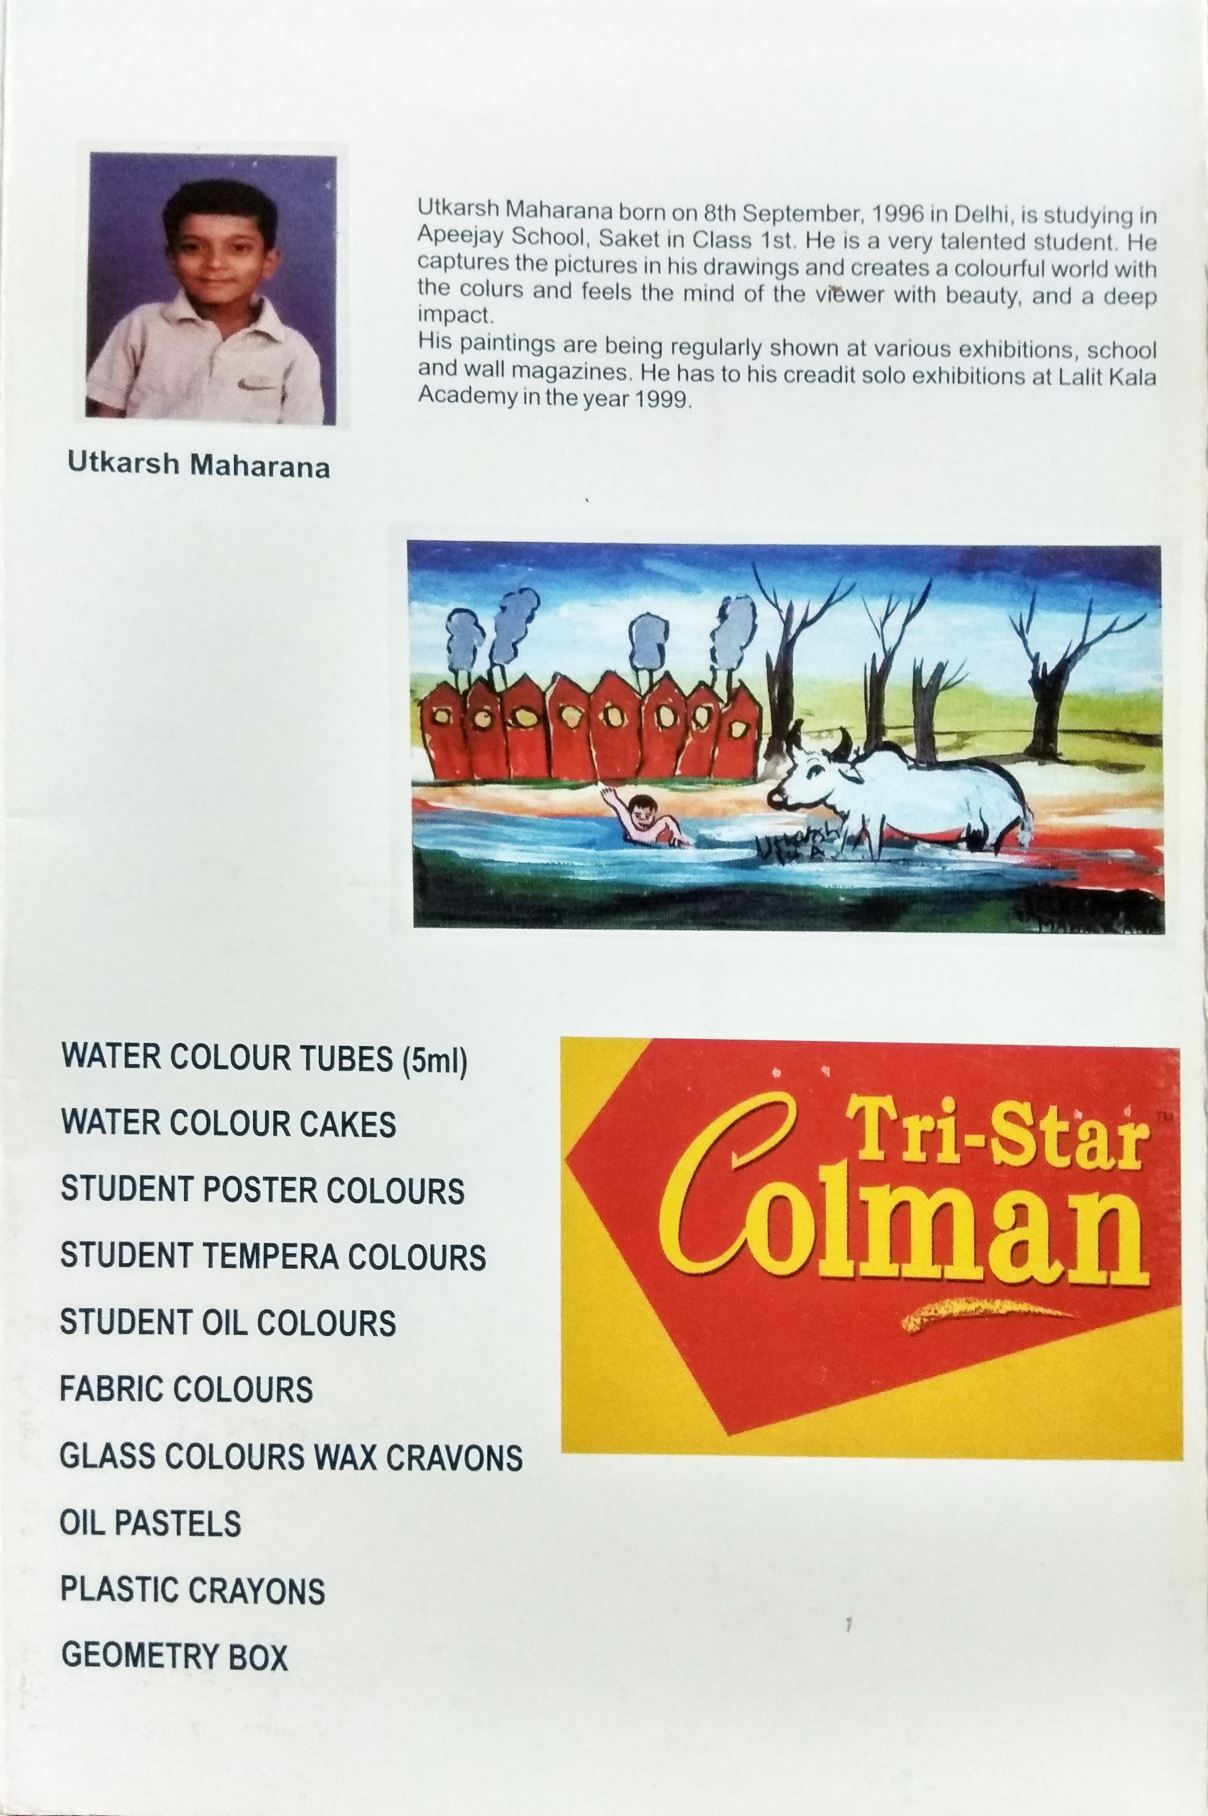 Utkarsh Maharana born on 8th September, 1996 in Delhi, is studying in
Apeejay School, Saket in Class 1st. He is a very talented student. He
captures the pictures in his drawings and creates a colourful world with
the colurs and feels the mind of the viewer with beauty, and a deep
impact.
His paintings are being regularly shown at various exhibitions, school
and wall magazines. He has to his creadit solo exhibitions at Lalit Kala
Academy in the year 1999.
Utkarsh Maharana
Utkarsh
WATER COLOUR TUBES (5ml)
WATER COLOUR CAKES
STUDENT POSTER COLOURS
STUDENT TEMPERA COLOURS
STUDENT OIL COLOURS
FABRIC COLOURS
GLASS COLOURS WAX CRAVONS
OIL PASTELS
PLASTIC CRAYONS
GEOMETRY BOX
Tri-Star TM
Colman